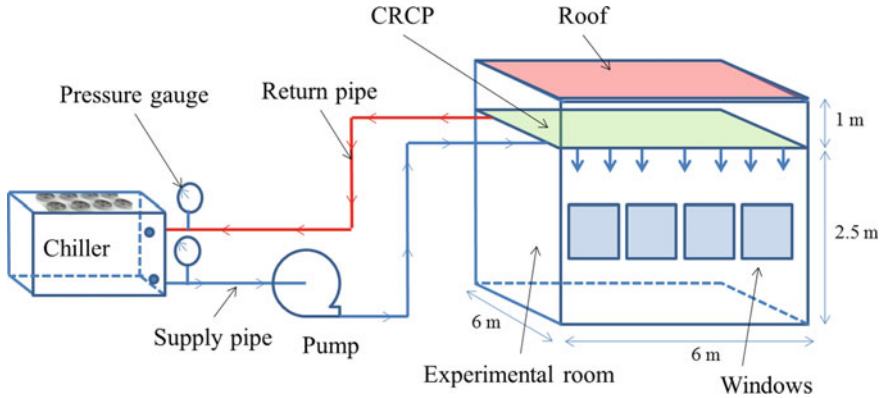 CRCP
Roof
Pressure gauge
Return pipe
1 m
Chiller
2.5 m
Supply pipe
Pump
6 m
6 m
Experimental room
Windows